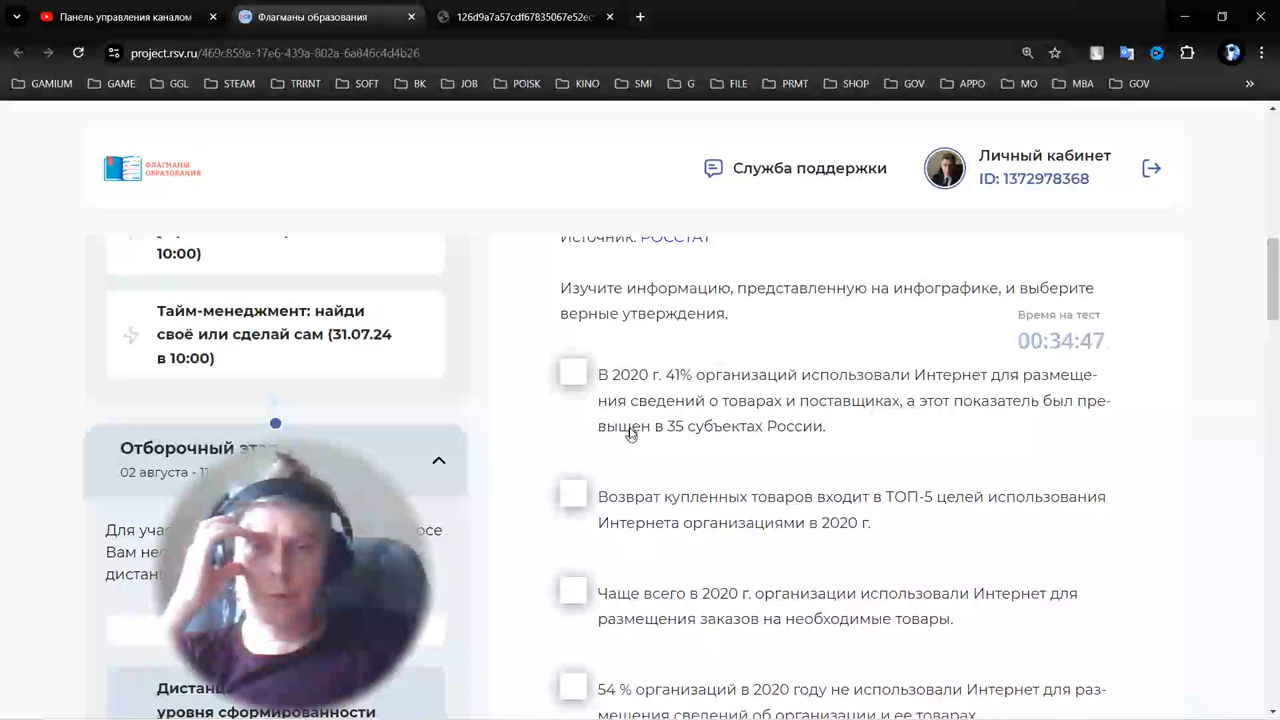 Панель управления каналом
Флагманы образования
126d9a7a57cdf67835067e52ec
project.rsv.ru/469c859a-17e6-439a-802a-6a846d4d4b26
GAMIUM GAME GGL STEAM TRRNT SOFT BK JOB POISK KINO SMI G FILE PRMT SHOP GOV APPO MO MBA GOV
ФЛАГМАНЫ
ОБРАЗОВАНИЯ
Служба поддержки
Личный кабинет
ID: 1372978368
10:00)
Тайм-менеджмент: найди
своё или сделай сам (31.07.24
в 10:00)
Отборочный
02 августа - 11
Для
Вам
дистан
Дистанц
уровня сформированности
Источник: РОССТАТ
Изучите информацию, представленную на инфографике, и выберите
верные утверждения.
Время на тест
00:34:47
В 2020 г. 41% организаций использовали Интернет для размеще-
ния сведений о товарах и поставщиках, а этот показатель был пре-
вышен в 35 субъектах России.
Возврат купленных товаров входит в ТОП-5 целей использования
Интернета организациями в 2020 г.
Чаще всего в 2020 г. организации использовали Интернет для
размещения заказов на необходимые товары.
54 % организаций в 2020 году не использовали Интернет для раз-
мещения сведений об организации и ее товарах